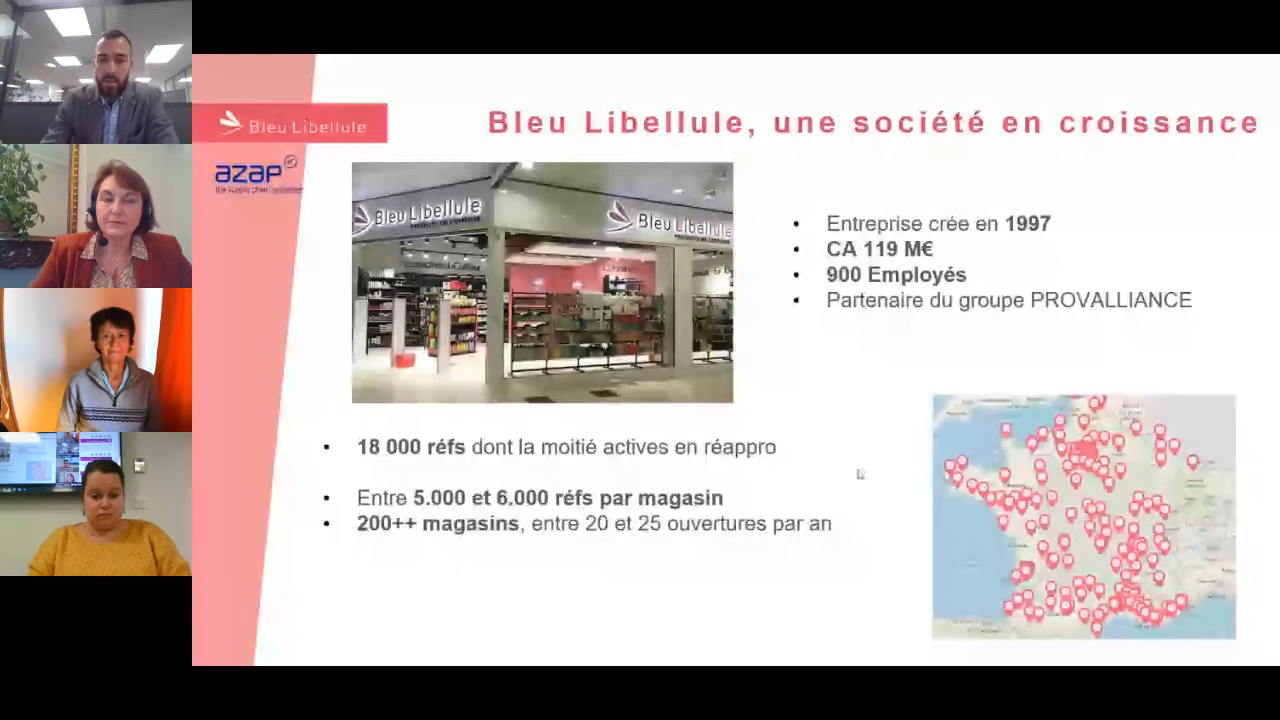 Bleu Libellule
azap
Bleu Libellule, une société en croissance
Bleu Libellule
Bleu Libellule
• Entreprise crée en 1997
• CA 119 M€
• 900 Employés
• Partenaire du groupe PROVALLIANCE
• 18 000 réfs dont la moitié actives en réappro
• Entre 5.000 et 6.000 réfs par magasin
• 200++ magasins, entre 20 et 25 ouvertures par an